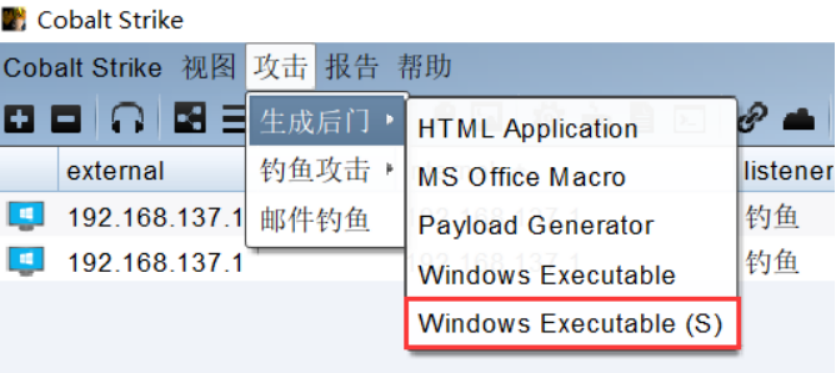 Cobalt Strike
Cobalt Strike 视图 攻击 报告 帮助
生成后门
钓鱼攻击
邮件钓鱼
HTML Application
MS Office Macro
Payload Generator
Windows Executable
Windows Executable (S)
external
listener
192.168.137.1
钓鱼
192.168.137.1
钓鱼